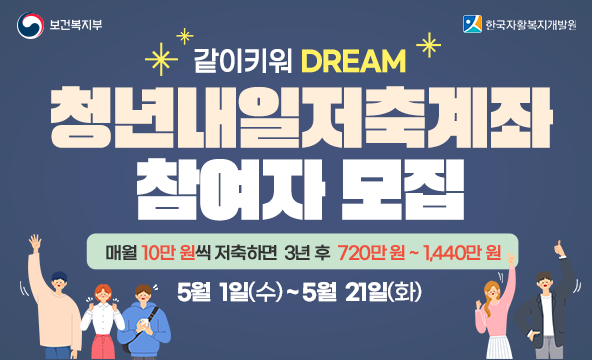 보건복지부
한국자활복지개발원
같이키워 DREAM
청년내일저축계좌
참여자 모집
매월 10만 원씩 저축하면 3년 후 720만 원 ~ 1,440만 원
5월 1일(수) ~ 5월 21일(화)